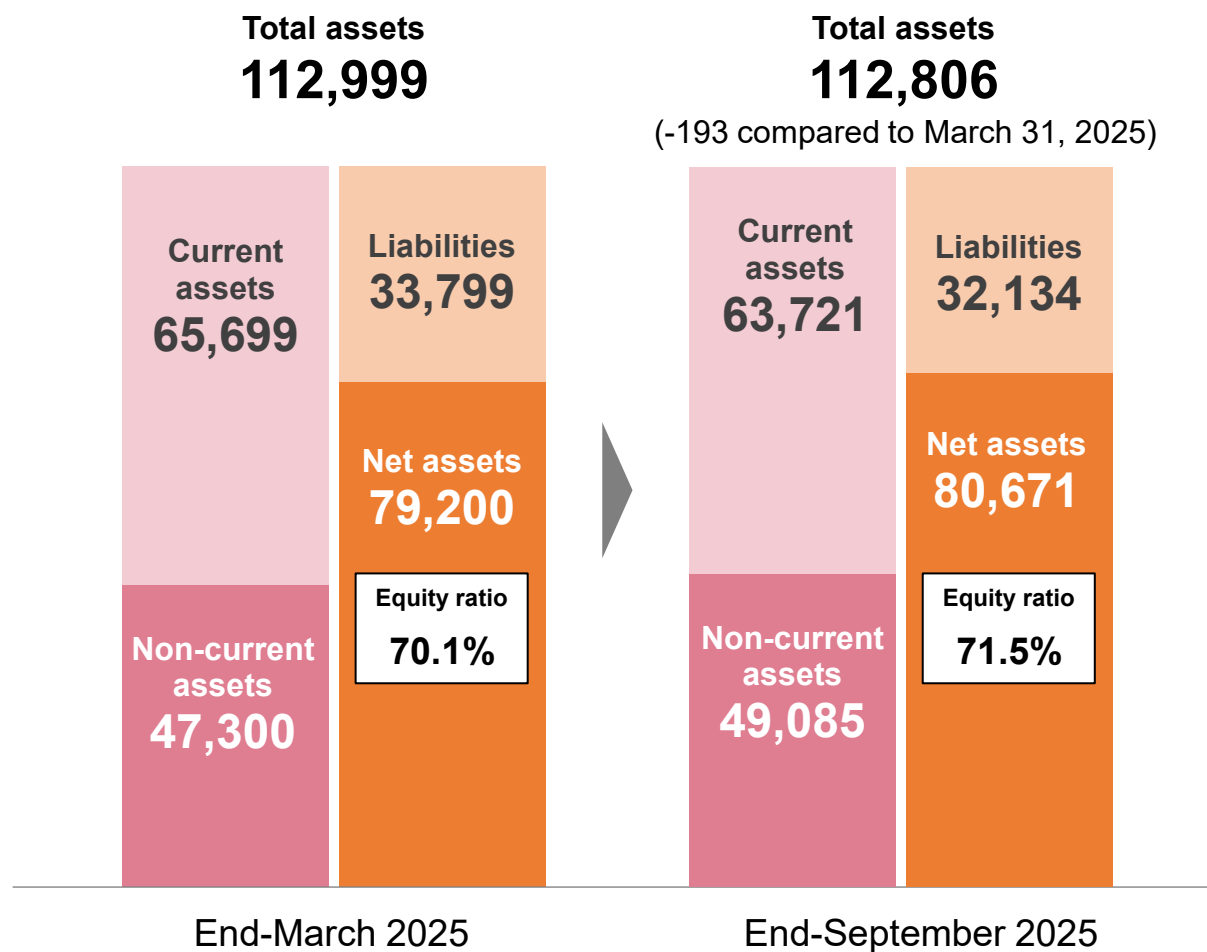 Total assets
112,999
Current
assets
65,699
Liabilities
33,799
Non-current
assets
47,300
Net assets
79,200
Equity ratio
70.1%
End-March 2025
Total assets
112,806
(-193 compared to March 31, 2025)
Current
assets
63,721
Liabilities
32,134
Non-current
assets
49,085
Net assets
80,671
Equity ratio
71.5%
End-September 2025